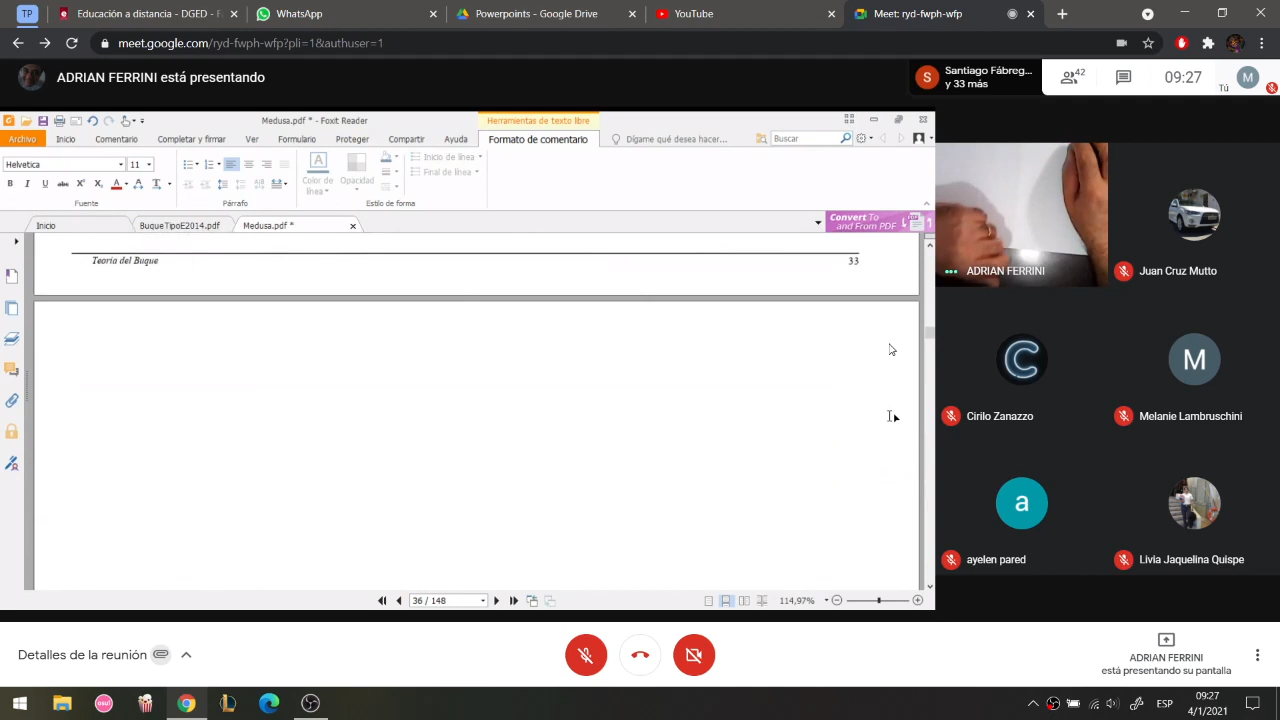 TP
Educación a distancia - DGED - F
WhatsApp
Powerpoints - Google Drive
YouTube
Meet: ryd-fwph-wfp
meet.google.com/ryd-fwph-wfp?pli=1&authuser=1
ADRIAN FERRINI está presentando
S
Santiago Fábreg...
y 33 más
42
09:27
Tú
M
Medusa.pdf * - Foxit Reader
Herramientas de texto libre
Archivo
Inicio
Comentario
Completar y firmar
Ver
Formulario
Proteger
Compartir
Ayuda
Formato de comentario
Dígame qué desea hacer...
Buscar
Helvetica
11
Color de línea
Opacidad
Inicio de línea
Final de línea
Fuente
Párrafo
Estilo de forma
Inicio
BuqueTipoE2014.pdf
Medusa.pdf *
Convert To
and From PDF
Teoría del Buque
33
36 / 148
114,97%
ADRIAN FERRINI
Juan Cruz Mutto
C
Cirilo Zanazzo
M
Melanie Lambruschini
a
ayelen pared
Livia Jaquelina Quispe
Detalles de la reunión
ADRIAN FERRINI
está presentando su pantalla
osu!
ESP
09:27
4/1/2021